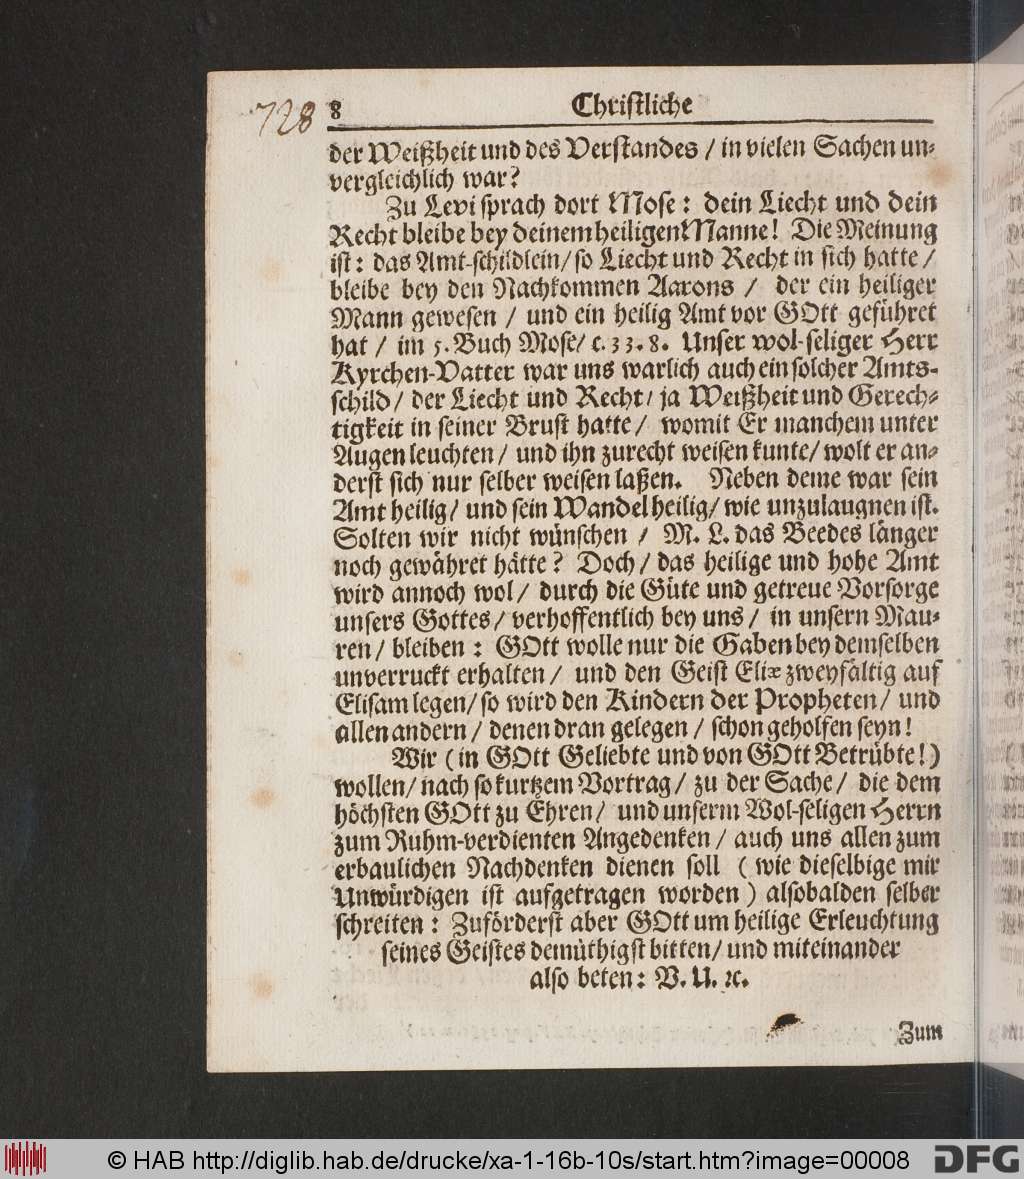 728 8 Christliche
der Weißheit und des Verstandes / in vielen Sachen un-
vergleichlich war?
Zu Levi sprach dort Mose: dein Liecht und dein
Recht bleibe bey deinem heiligen Manne! Die Meinung
ist: das Amt-schildlein/ so Liecht und Recht in sich hatte /
bleibe bey den Nachkommen Aarons / der ein heiliger
Mann gewesen / und ein heilig Amt vor GOtt geführet
hat / im 5. Buch Mose/ c. 33. 8. Unser wol-seliger Herr
Kyrchen-Vatter war uns warlich auch ein solcher Amts-
schild / der Liecht und Recht / ja Weißheit und Gerech-
tigkeit in seiner Brust hatte / womit Er manchem unter
Augen leuchten / und ihn zurecht weisen kunte/ wolt er an-
derst sich nur selber weisen laßen. Neben deme war sein
Amt heilig/ und sein Wandel heilig/ wie unzulaugnen ist.
Solten wir nicht wünschen / M. L. das Beedes länger
noch gewähret hätte? Doch / das heilige und hohe Amt
wird annoch wol / durch die Güte und getreue Vorsorge
unsers Gottes / verhoffentlich bey uns / in unsern Mau-
ren / bleiben: GOtt wolle nur die Gaben bey demselben
unverruckt erhalten / und den Geist Eliæ zweyfältig auf
Elisam legen/ so wird den Kindern der Propheten / und
allen andern / denen dran gelegen / schon geholfen seyn!
Wir (in GOtt Geliebte und von GOtt Betrübte!)
wollen/ nach so kurtzem Vortrag / zu der Sache / die dem
höchsten GOtt zu Ehren / und unserm Wol-seligen Herrn
zum Ruhm-verdienten Angedenken / auch uns allen zum
erbaulichen Nachdenken dienen soll (wie dieselbige mir
Unwürdigen ist aufgetragen worden) alsobalden selber
schreiten: Zuförderst aber GOtt um heilige Erleuchtung
seines Geistes demüthigst bitten/ und miteinander
also beten: V. U. ꝛc.
Zum
© HAB http://diglib.hab.de/drucke/xa-1-16b-10s/start.htm?image=00008 DFG